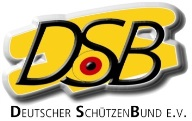 DSB
DEUTSCHER SCHÜTZENBUND E.V.